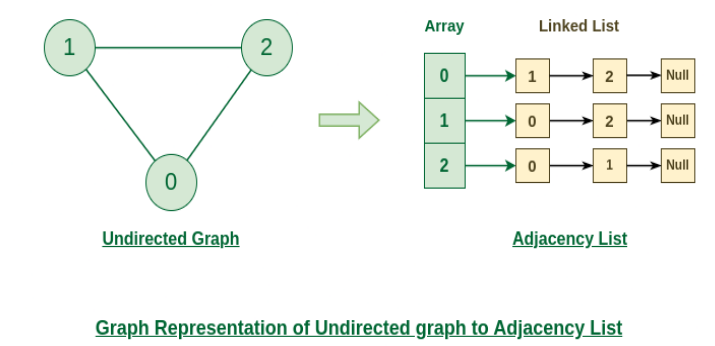 Array Linked List
1 2
0 1 2 Null
1 0 2 Null
2 0 1 Null
0
Undirected Graph Adjacency List
Graph Representation of Undirected graph to Adjacency List